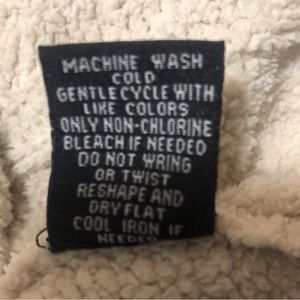 MACHINE WASH
COLD
GENTLE CYCLE WITH
LIKE COLORS
ONLY NON-CHLORINE
BLEACH IF NEEDED
DO NOT WRING
OR TWIST
RESHAPE AND
DRY FLAT
COOL IRON IF
NEEDED